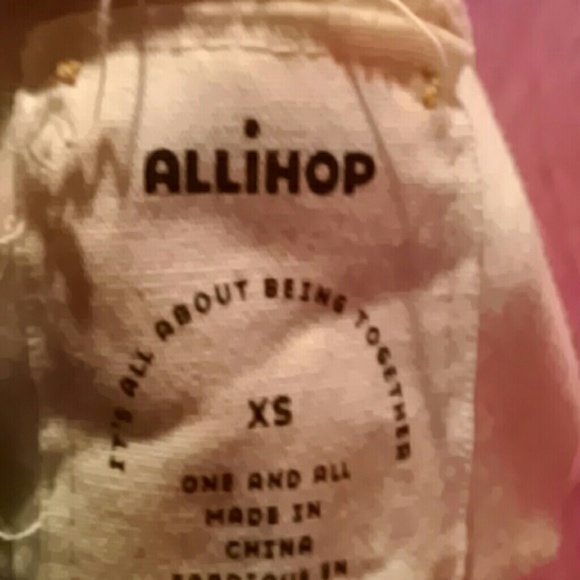 ALLiHOP
IT'S ALL ABOUT BEING TOGETHER
XS
ONE AND ALL
MADE IN
CHINA